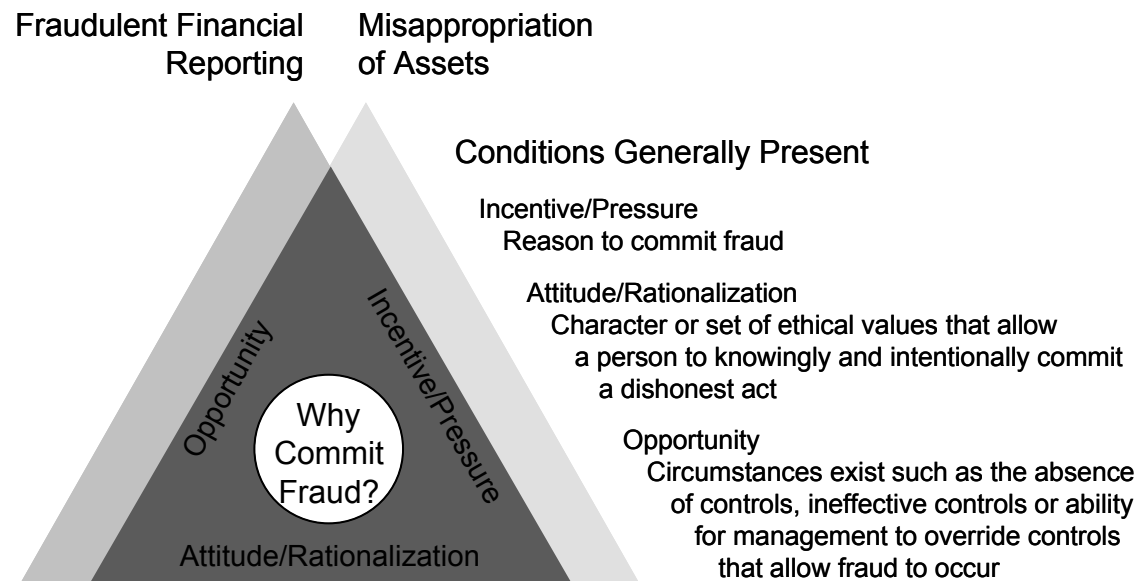 Fraudulent Financial
Reporting
Misappropriation
of Assets
Conditions Generally Present
Incentive/Pressure
Reason to commit fraud
Attitude/Rationalization
Character or set of ethical values that allow
a person to knowingly and intentionally commit
a dishonest act
Opportunity
Circumstances exist such as the absence
of controls, ineffective controls or ability
for management to override controls
that allow fraud to occur
Opportunity
Incentive/Pressure
Why
Commit
Fraud?
Attitude/Rationalization